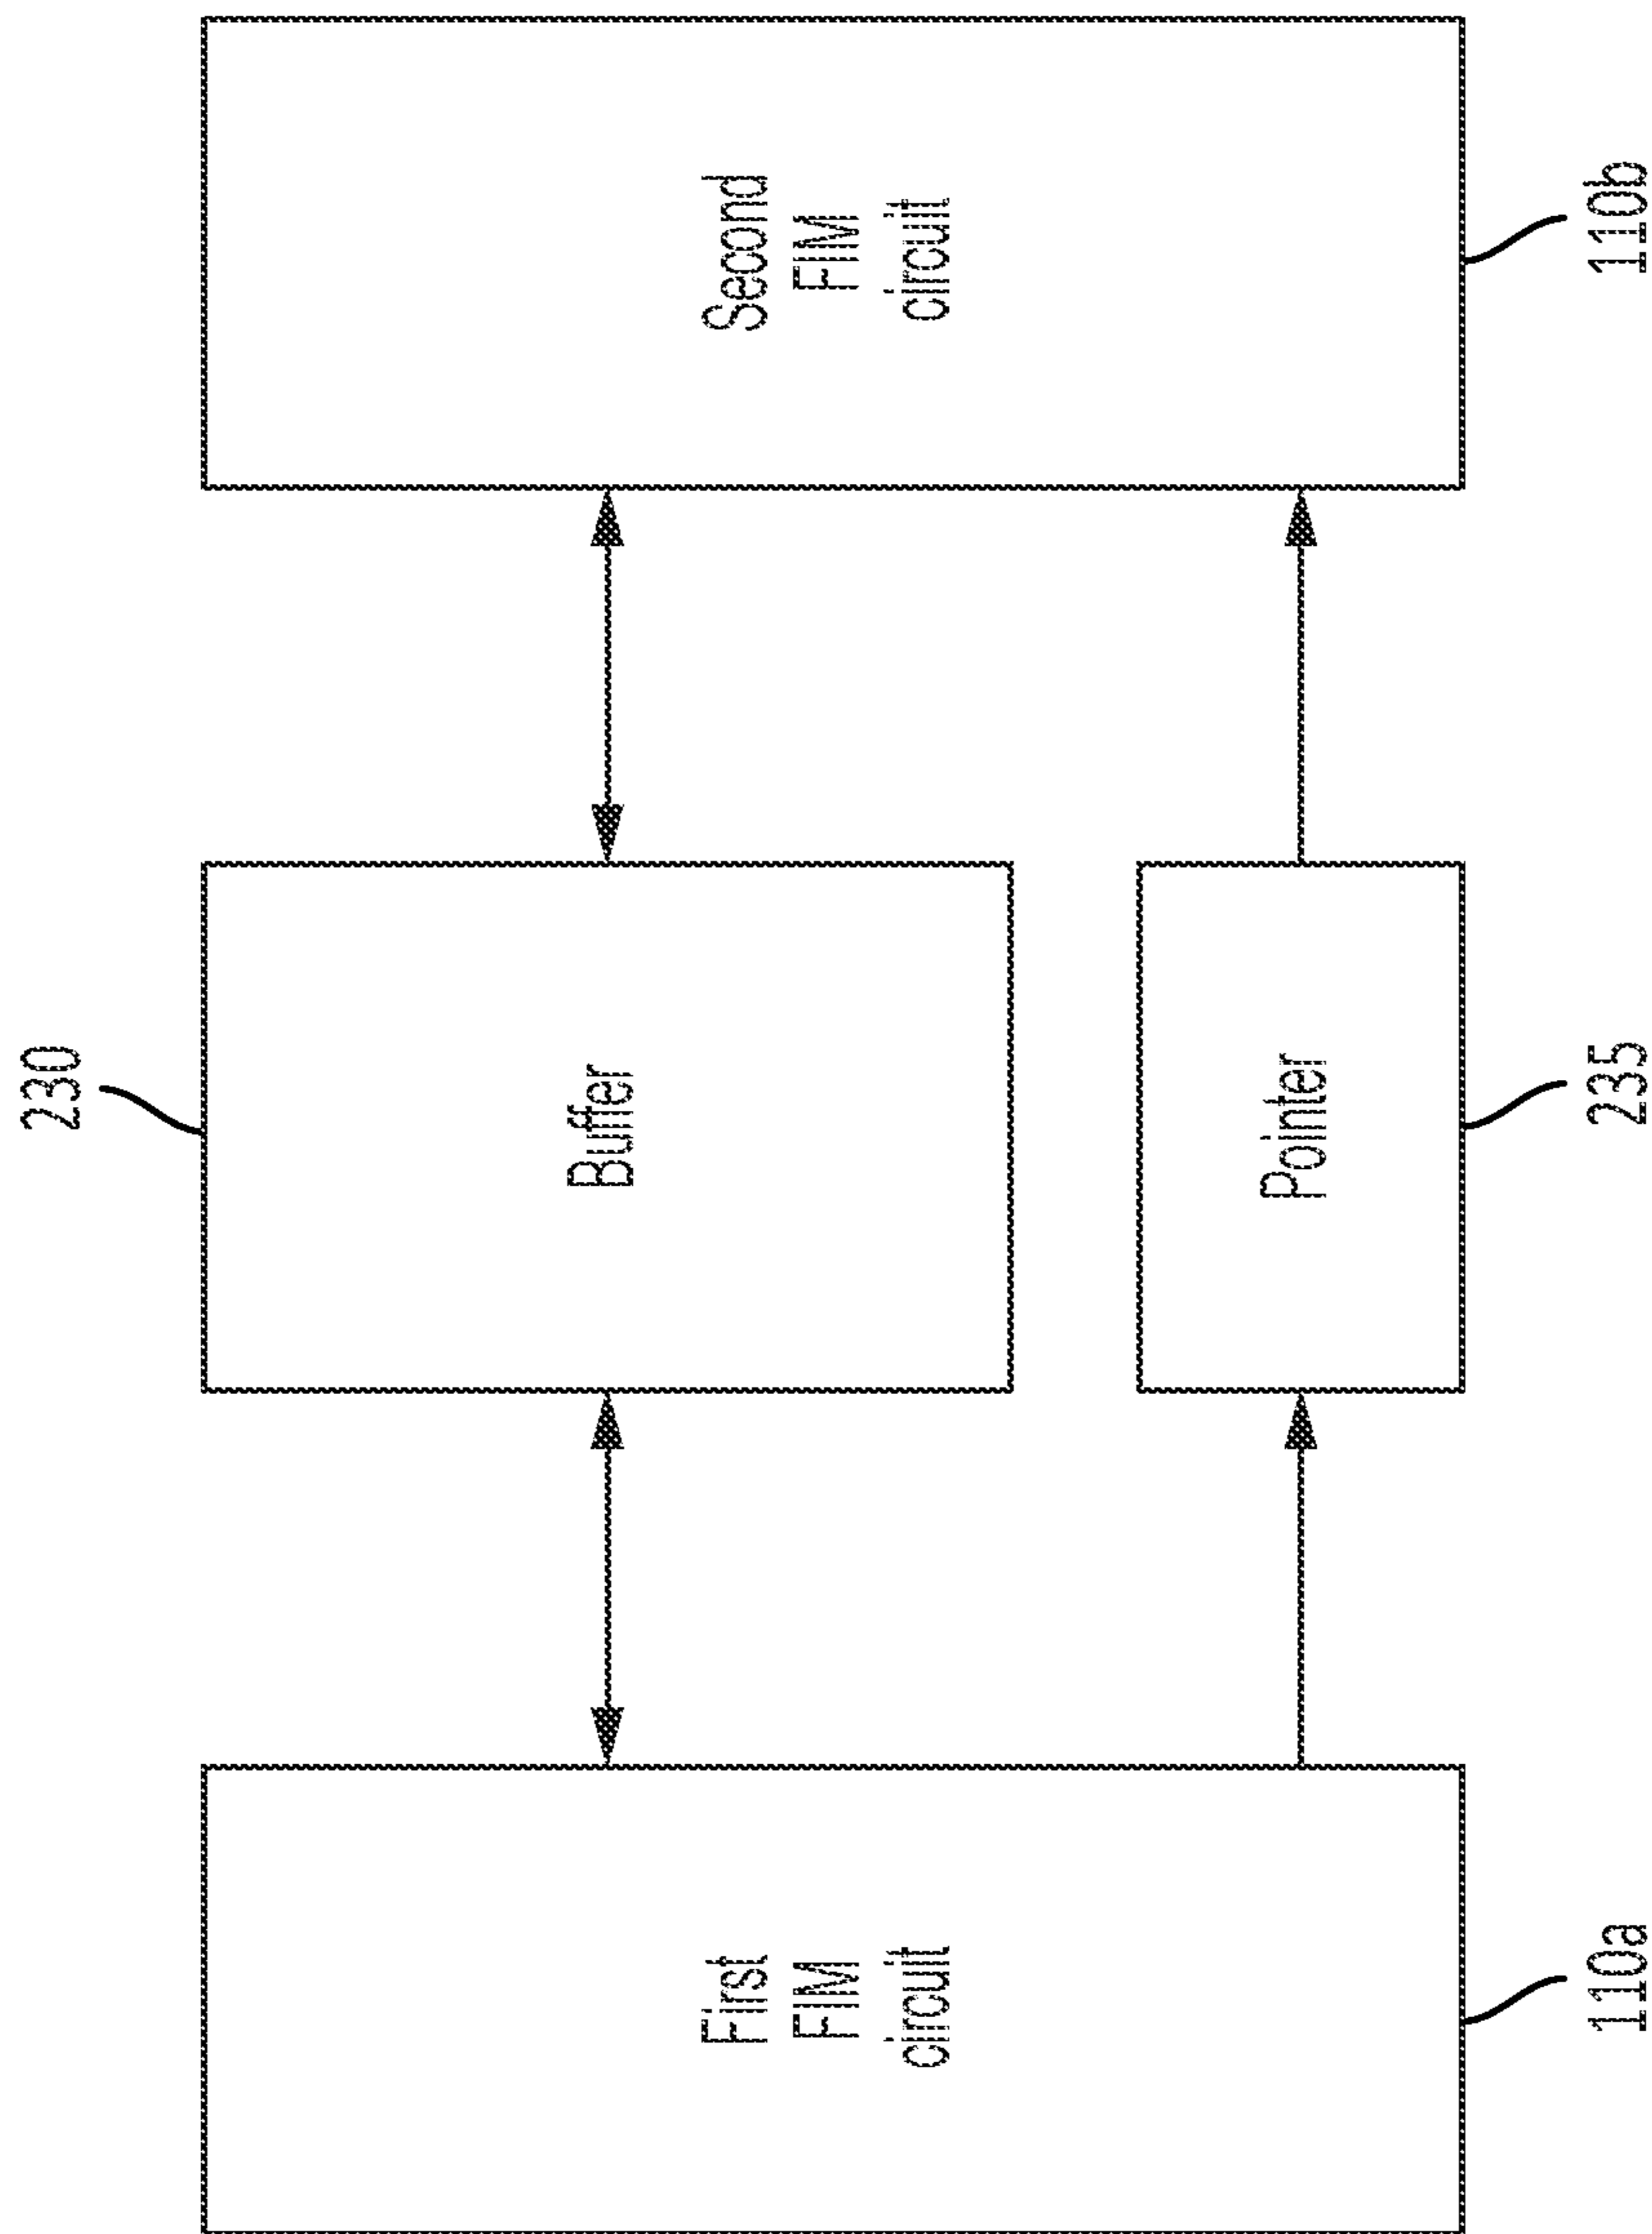 230
First
FIM
circuit
Buffer
Second
FIM
circuit
Pointer
110a
235
110b